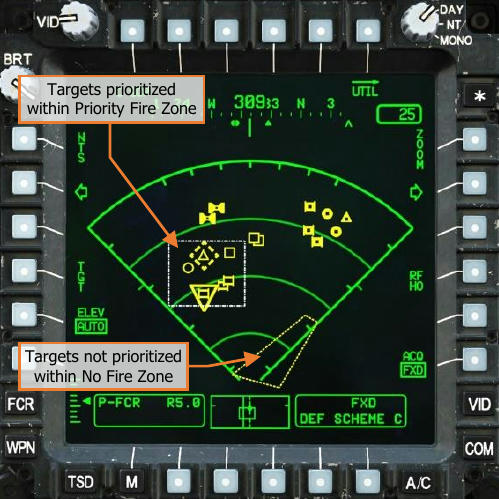 VID
DAY
NT
MONO
BRT
Targets prioritized
within Priority Fire Zone
W 309 33 N 3
UTIL
25
*
NTS
ZOOM
TGT
RF
HO
ELEV
AUTO
Targets not prioritized
within No Fire Zone
ACQ
FXD
FCR
P-FCR R5.0
FXD
DEF SCHEME C
VID
WPN
COM
TSD
M
A/C